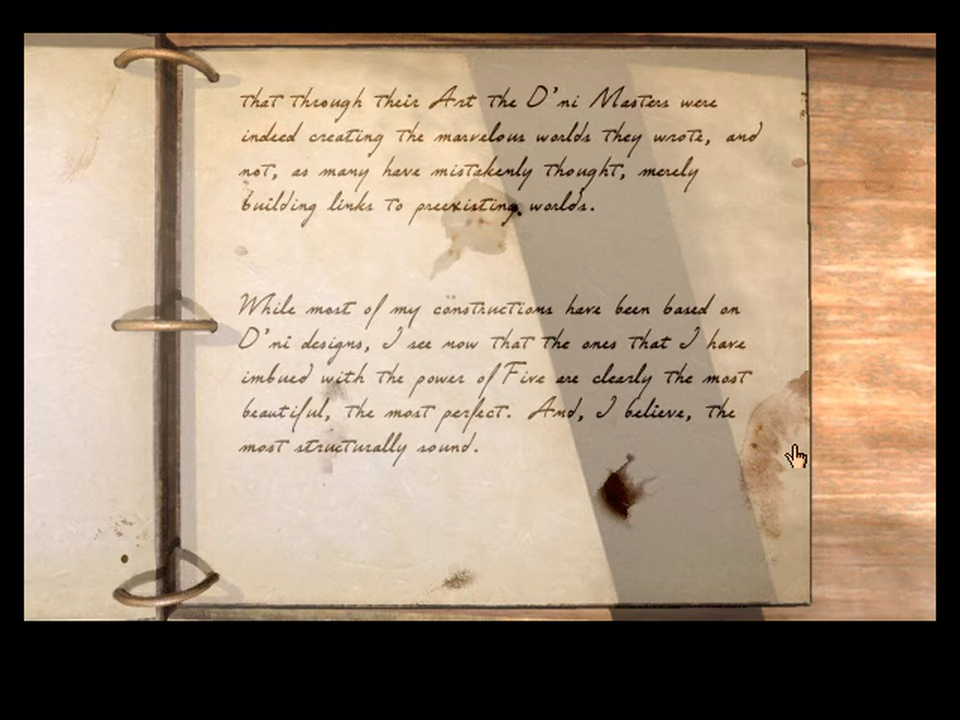 that through their Art the D'ni Masters were
indeed creating the marvelous worlds they wrote, and
not, as many have mistakenly thought, merely
building links to preexisting worlds.
While most of my constructions have been based on
D'ni designs, I see now that the ones that I have
imbued with the power of Five are clearly the most
beautiful, the most perfect. And, I believe, the
most structurally sound.